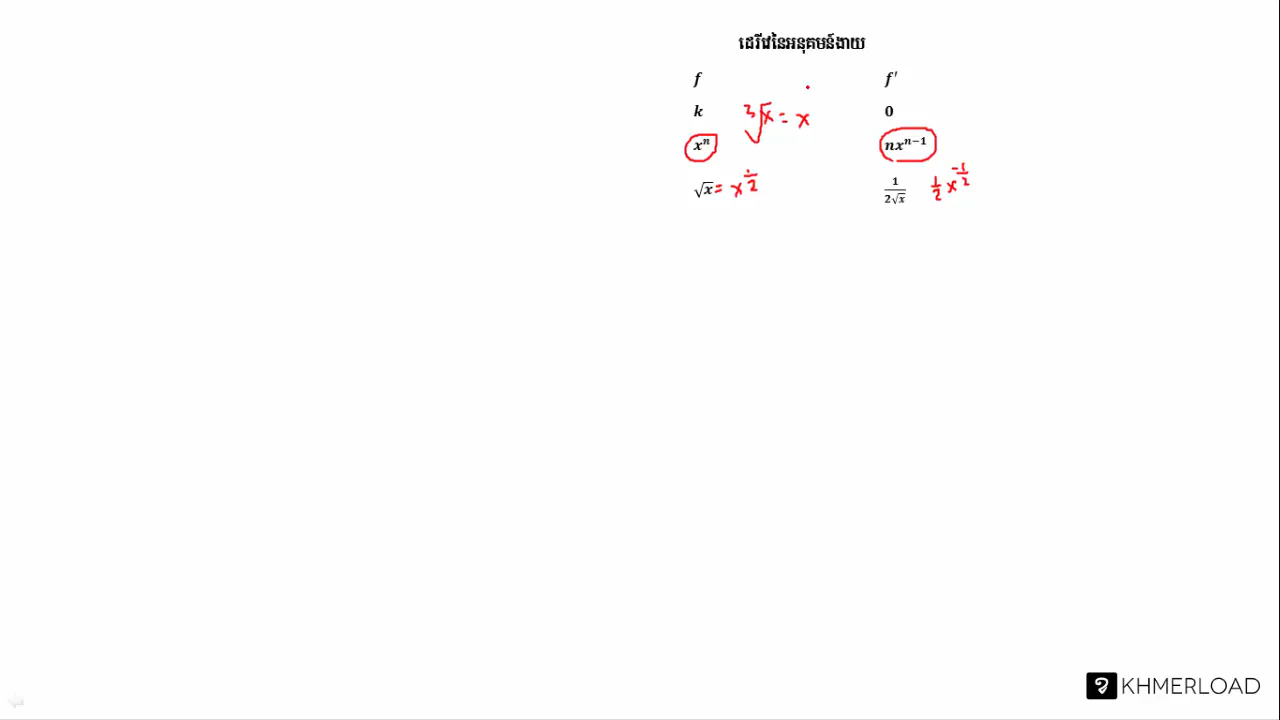 ដេរីវេនៃអនុគមន៍ងាយ
f f′
k ∛x = x 0
xⁿ nxⁿ⁻¹
√x = x^(1/2) 1/(2√x) 1/2 x^(-1/2)
KHMERLOAD